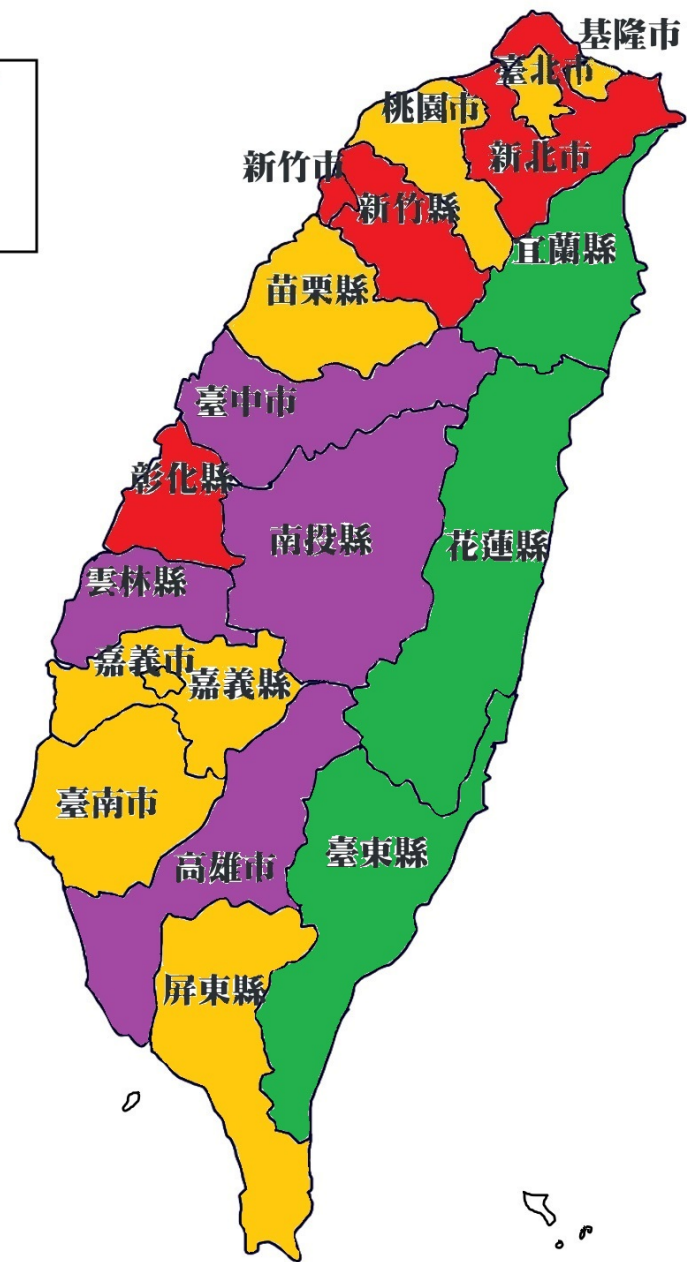 基隆市
臺北市
桃園市
新北市
新竹市
新竹縣
宜蘭縣
苗栗縣
臺中市
彰化縣
南投縣
花蓮縣
雲林縣
嘉義市
嘉義縣
臺南市
臺東縣
高雄市
屏東縣